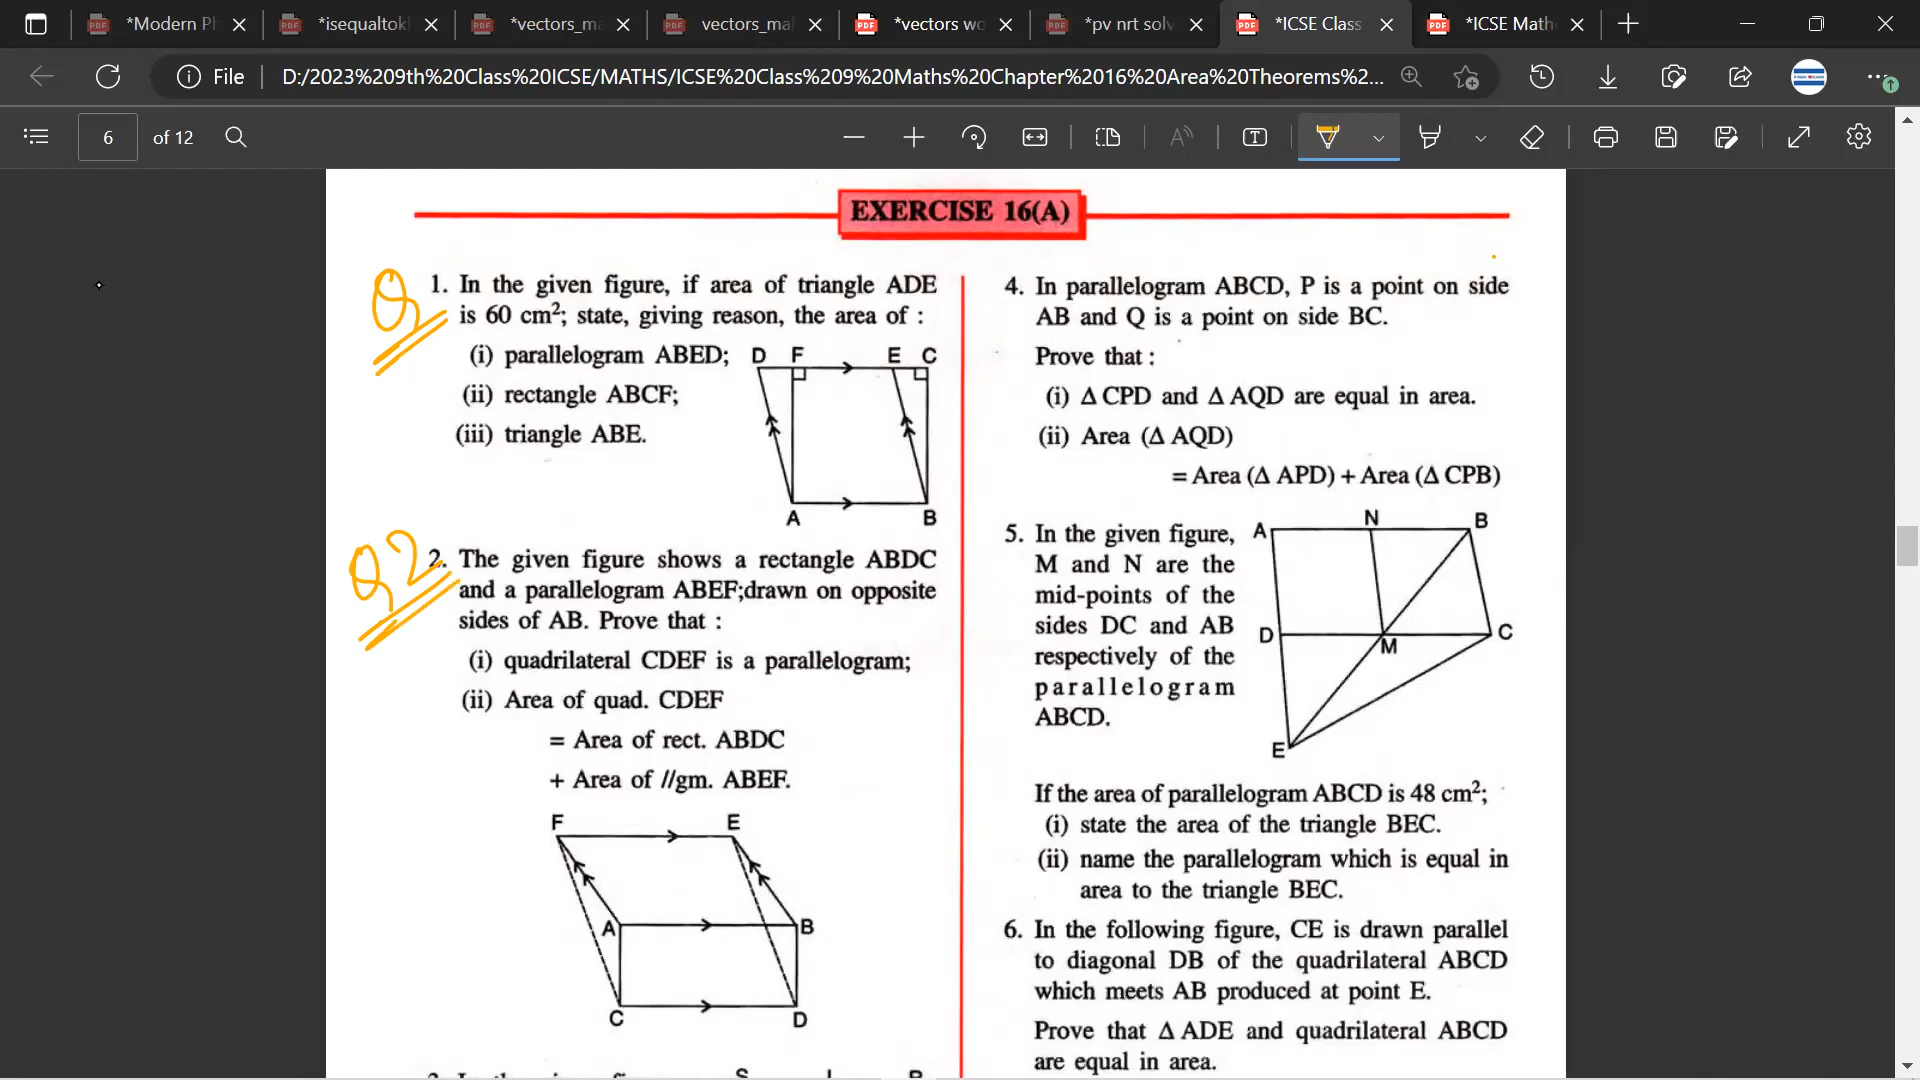 *Modern P
*isequaltok
*vectors_ma
vectors_mal
*vectors wo
*pv nrt solv
*ICSE Class
*ICSE Math
File
D:/2023%209th%20Class%20ICSE/MATHS/ICSE%20Class%209%20Maths%20Chapter%2016%20Area%20Theorems%2...
6 of 12
EXERCISE 16(A)
Q
1. In the given figure, if area of triangle ADE
is 60 cm²; state, giving reason, the area of :
(i) parallelogram ABED;
(ii) rectangle ABCF;
(iii) triangle ABE.
D F E C
A B
Q2
2. The given figure shows a rectangle ABDC
and a parallelogram ABEF;drawn on opposite
sides of AB. Prove that :
(i) quadrilateral CDEF is a parallelogram;
(ii) Area of quad. CDEF
= Area of rect. ABDC
+ Area of //gm. ABEF.
F E
A B
C D
4. In parallelogram ABCD, P is a point on side
AB and Q is a point on side BC.
Prove that :
(i) Δ CPD and Δ AQD are equal in area.
(ii) Area (Δ AQD)
= Area (Δ APD) + Area (Δ CPB)
5. In the given figure,
M and N are the
mid-points of the
sides DC and AB
respectively of the
parallelogram
ABCD.
A N B
D M C
E
If the area of parallelogram ABCD is 48 cm²;
(i) state the area of the triangle BEC.
(ii) name the parallelogram which is equal in
area to the triangle BEC.
6. In the following figure, CE is drawn parallel
to diagonal DB of the quadrilateral ABCD
which meets AB produced at point E.
Prove that Δ ADE and quadrilateral ABCD
are equal in area.